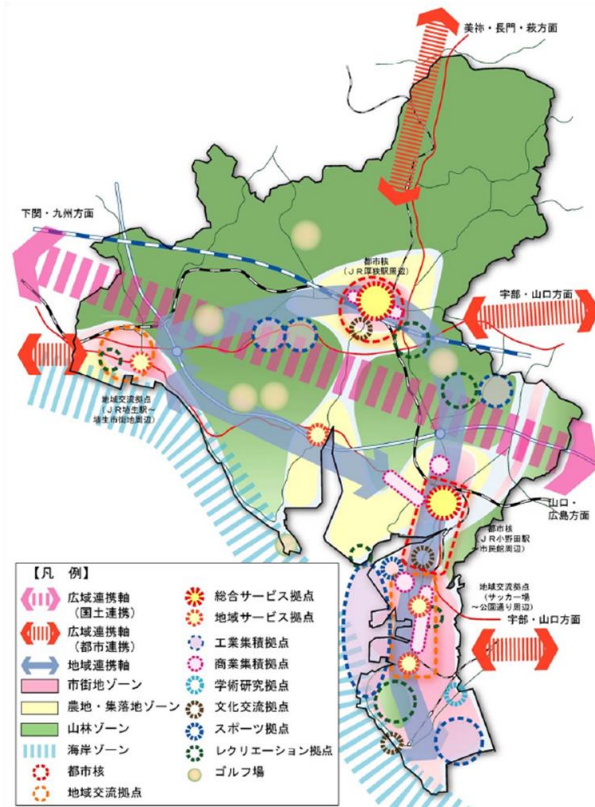 美祢・長門・萩方面
下関・九州方面
都市核
(JR厚狭駅周辺)
宇部・山口方面
地域交流拠点
(JR埴生駅~
埴生市街地周辺)
山口・
広島方面
都市核
(JR小野田駅
~市民館周辺)
地域交流拠点
(サッカー場
~公園通り周辺)
宇部・山口方面
【凡 例】
広域連携軸
(国土連携)
広域連携軸
(都市連携)
地域連携軸
市街地ゾーン
農地・集落地ゾーン
山林ゾーン
海岸ゾーン
都市核
地域交流拠点
総合サービス拠点
地域サービス拠点
工業集積拠点
商業集積拠点
学術研究拠点
文化交流拠点
スポーツ拠点
レクリエーション拠点
ゴルフ場